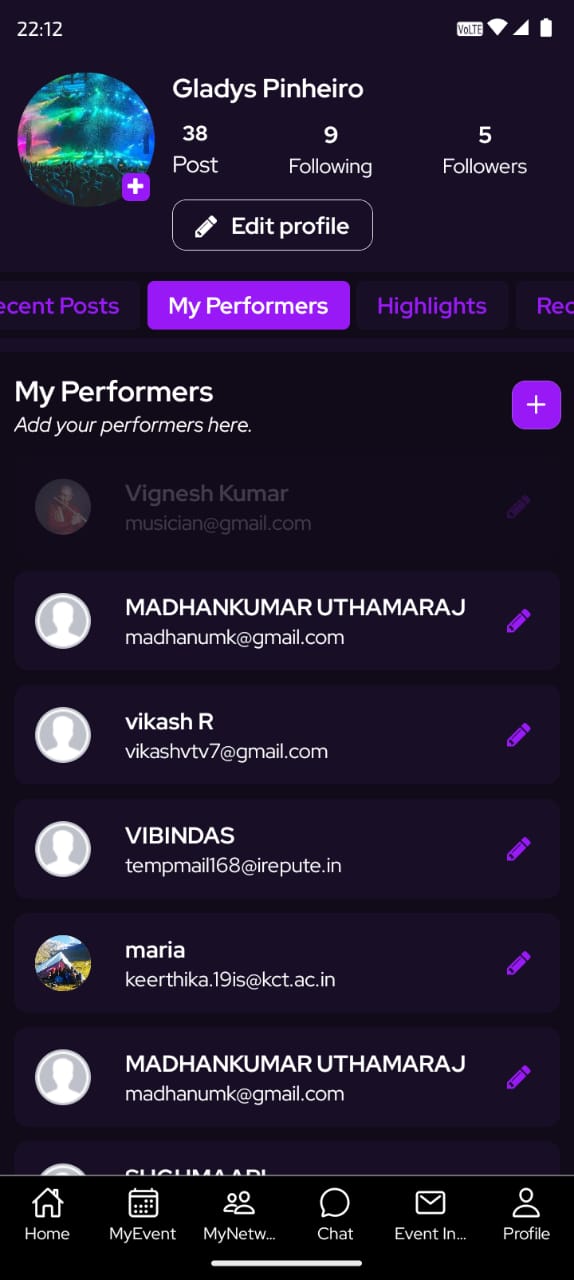 22:12
VoLTE
Gladys Pinheiro
38 9 5
Post Following Followers
Edit profile
ecent Posts My Performers Highlights Rec
My Performers
Add your performers here.
Vignesh Kumar
musician@gmail.com
MADHANKUMAR UTHAMARAJ
madhanumk@gmail.com
vikash R
vikashvtv7@gmail.com
VIBINDAS
tempmail168@irepute.in
maria
keerthika.19is@kct.ac.in
MADHANKUMAR UTHAMARAJ
madhanumk@gmail.com
Home MyEvent MyNetw... Chat Event In... Profile